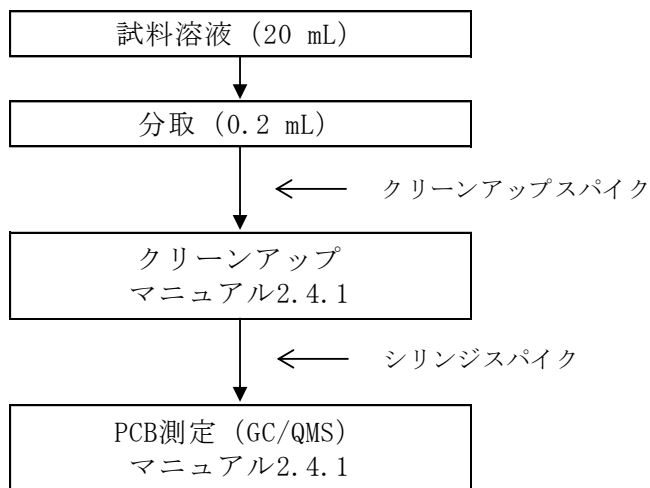 試料溶液 (20 mL)
分取 (0.2 mL)
クリーンアップスパイク
クリーンアップ
マニュアル2.4.1
シリンジスパイク
PCB測定 (GC/QMS)
マニュアル2.4.1